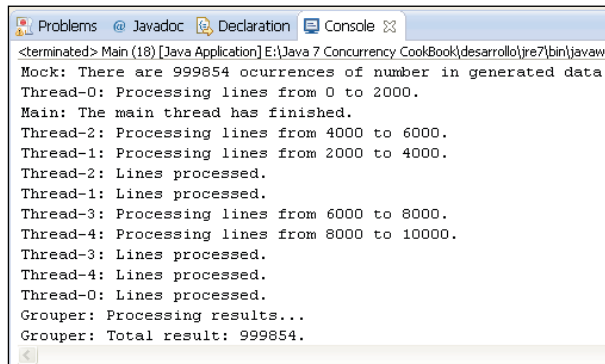 Problems @ Javadoc Declaration Console
<terminated> Main (18) [Java Application] E:\Java 7 Concurrency CookBook\desarrollo\jre7\bin\javaw
Mock: There are 999854 ocurrences of number in generated data
Thread-0: Processing lines from 0 to 2000.
Main: The main thread has finished.
Thread-2: Processing lines from 4000 to 6000.
Thread-1: Processing lines from 2000 to 4000.
Thread-2: Lines processed.
Thread-1: Lines processed.
Thread-3: Processing lines from 6000 to 8000.
Thread-4: Processing lines from 8000 to 10000.
Thread-3: Lines processed.
Thread-4: Lines processed.
Thread-0: Lines processed.
Grouper: Processing results...
Grouper: Total result: 999854.